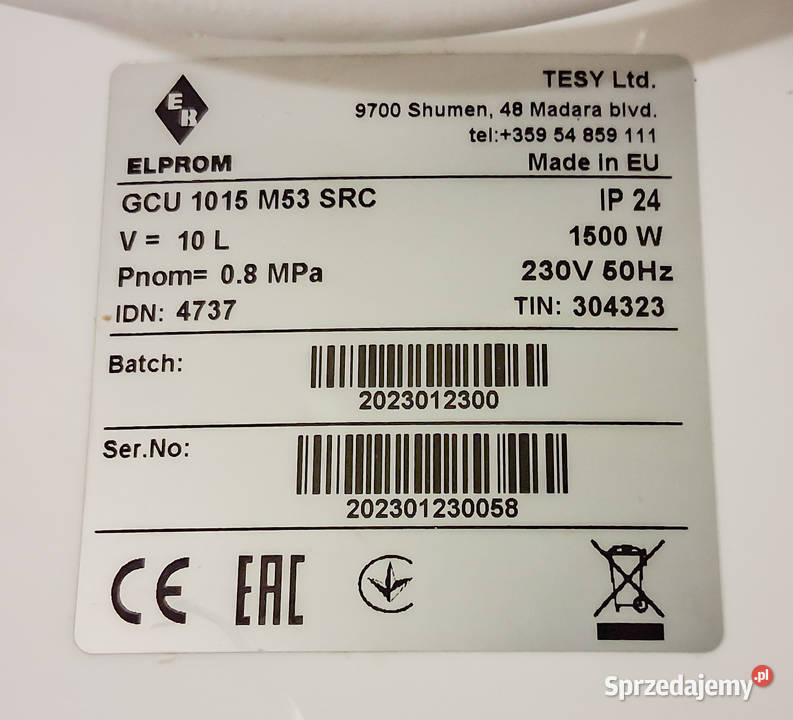 ER
ELPROM
TESY Ltd.
9700 Shumen, 48 Madara blvd.
tel:+359 54 859 111
Made in EU
GCU 1015 M53 SRC IP 24
V = 10 L 1500 W
Pnom= 0.8 MPa 230V 50Hz
IDN: 4737 TIN: 304323
Batch:
2023012300
Ser.No:
202301230058
CE EAC
Sprzedajemy.pl